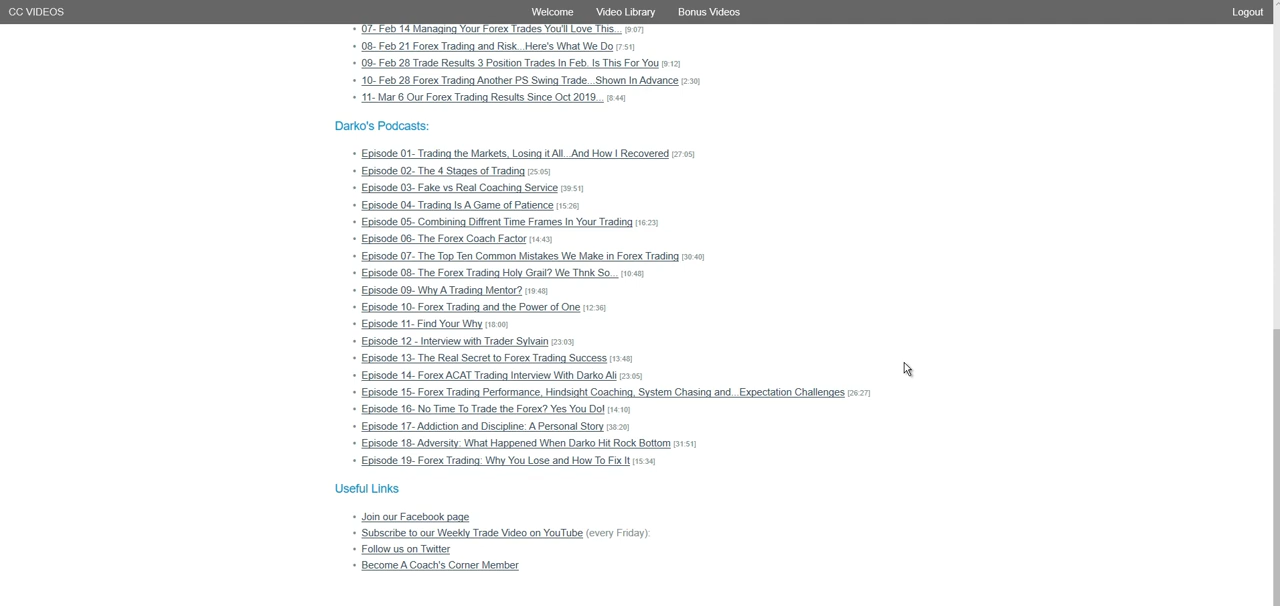 CC VIDEOS Welcome Video Library Bonus Videos Logout
07- Feb 14 Managing Your Forex Trades You'll Love This... [9:07]
08- Feb 21 Forex Trading and Risk...Here's What We Do [7:51]
09- Feb 28 Trade Results 3 Position Trades In Feb. Is This For You [9:12]
10- Feb 28 Forex Trading Another PS Swing Trade...Shown In Advance [2:30]
11- Mar 6 Our Forex Trading Results Since Oct 2019... [8:44]
Darko's Podcasts:
Episode 01- Trading the Markets, Losing it All...And How I Recovered [27:05]
Episode 02- The 4 Stages of Trading [25:05]
Episode 03- Fake vs Real Coaching Service [39:51]
Episode 04- Trading Is A Game of Patience [15:26]
Episode 05- Combining Diffrent Time Frames In Your Trading [16:23]
Episode 06- The Forex Coach Factor [14:43]
Episode 07- The Top Ten Common Mistakes We Make in Forex Trading [30:40]
Episode 08- The Forex Trading Holy Grail? We Thnk So... [10:48]
Episode 09- Why A Trading Mentor? [19:48]
Episode 10- Forex Trading and the Power of One [12:36]
Episode 11- Find Your Why [18:00]
Episode 12 - Interview with Trader Sylvain [23:03]
Episode 13- The Real Secret to Forex Trading Success [13:48]
Episode 14- Forex ACAT Trading Interview With Darko Ali [23:05]
Episode 15- Forex Trading Performance, Hindsight Coaching, System Chasing and...Expectation Challenges [26:27]
Episode 16- No Time To Trade the Forex? Yes You Do! [14:10]
Episode 17- Addiction and Discipline: A Personal Story [38:20]
Episode 18- Adversity: What Happened When Darko Hit Rock Bottom [31:51]
Episode 19- Forex Trading: Why You Lose and How To Fix It [15:34]
Useful Links
Join our Facebook page
Subscribe to our Weekly Trade Video on YouTube (every Friday):
Follow us on Twitter
Become A Coach's Corner Member